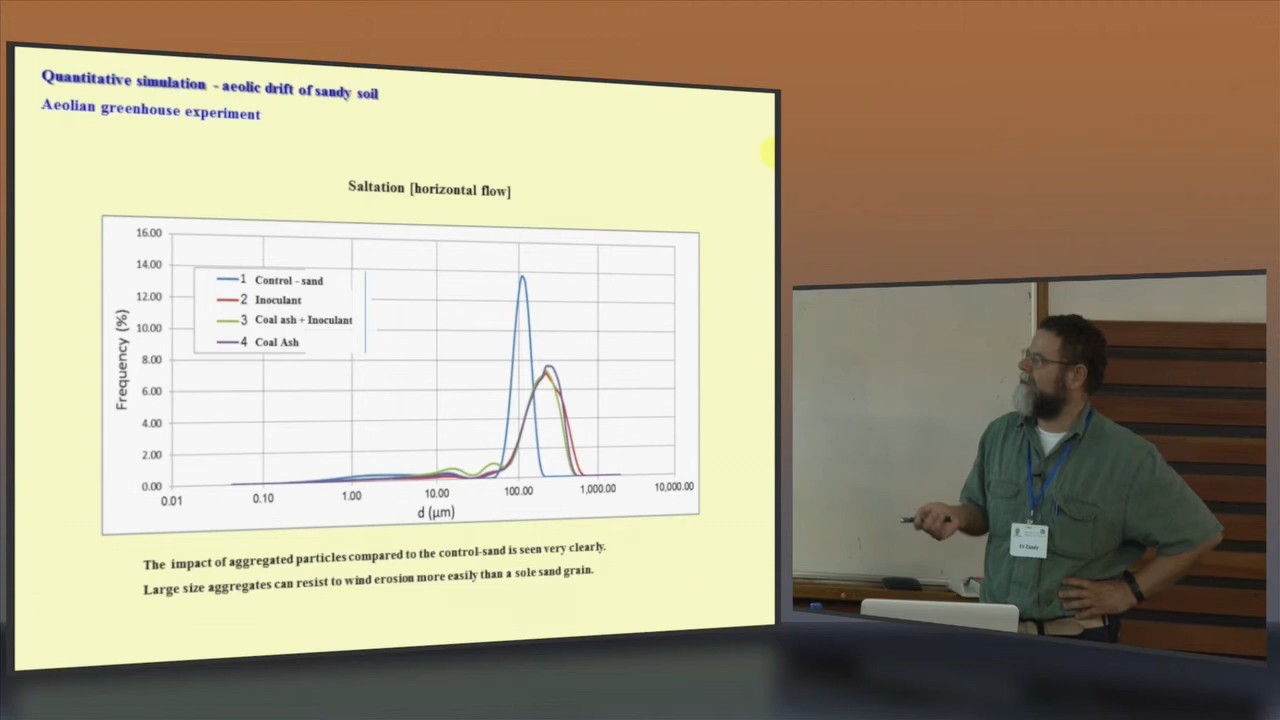 Quantitative simulation - aeolic drift of sandy soil
Aeolian greenhouse experiment
Saltation [horizontal flow]
16.00
14.00
12.00
10.00
8.00
6.00
4.00
2.00
0.00
Frequency (%)
1 Control - sand
2 Inoculant
3 Coal ash + Inoculant
4 Coal Ash
0.01 0.10 1.00 10.00 100.00 1,000.00 10,000.00
d (µm)
The impact of aggregated particles compared to the control-sand is seen very clearly.
Large size aggregates can resist to wind erosion more easily than a sole sand grain.